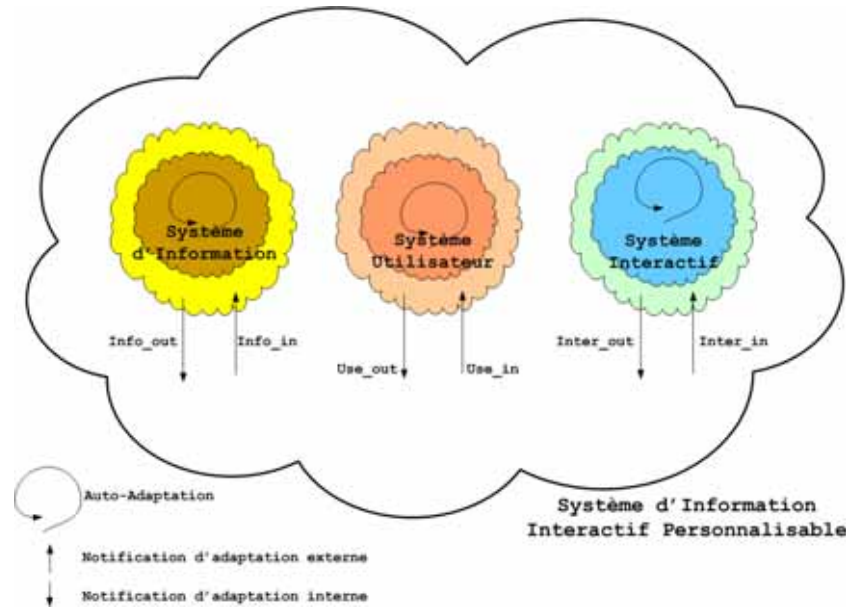 Système
d'Information
Système
Utilisateur
Système
Interactif
Info_out
Info_in
Use_out
Use_in
Inter_out
Inter_in
Auto-Adaptation
Système d'Information
Interactif Personnalisable
Notification d'adaptation externe
Notification d'adaptation interne